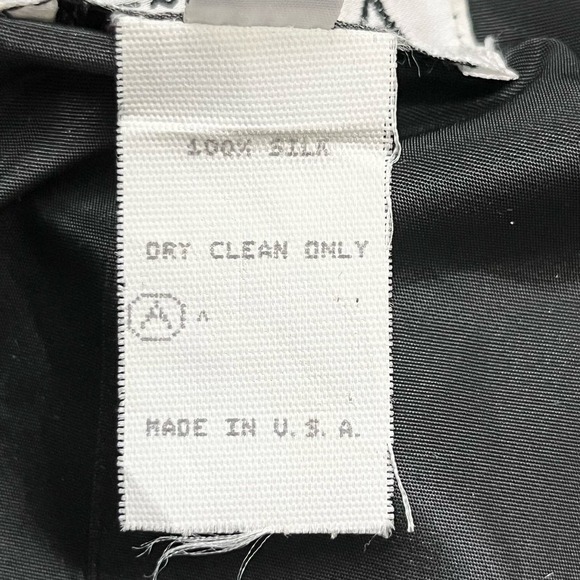 100% SILK
DRY CLEAN ONLY
A
MADE IN U.S.A.